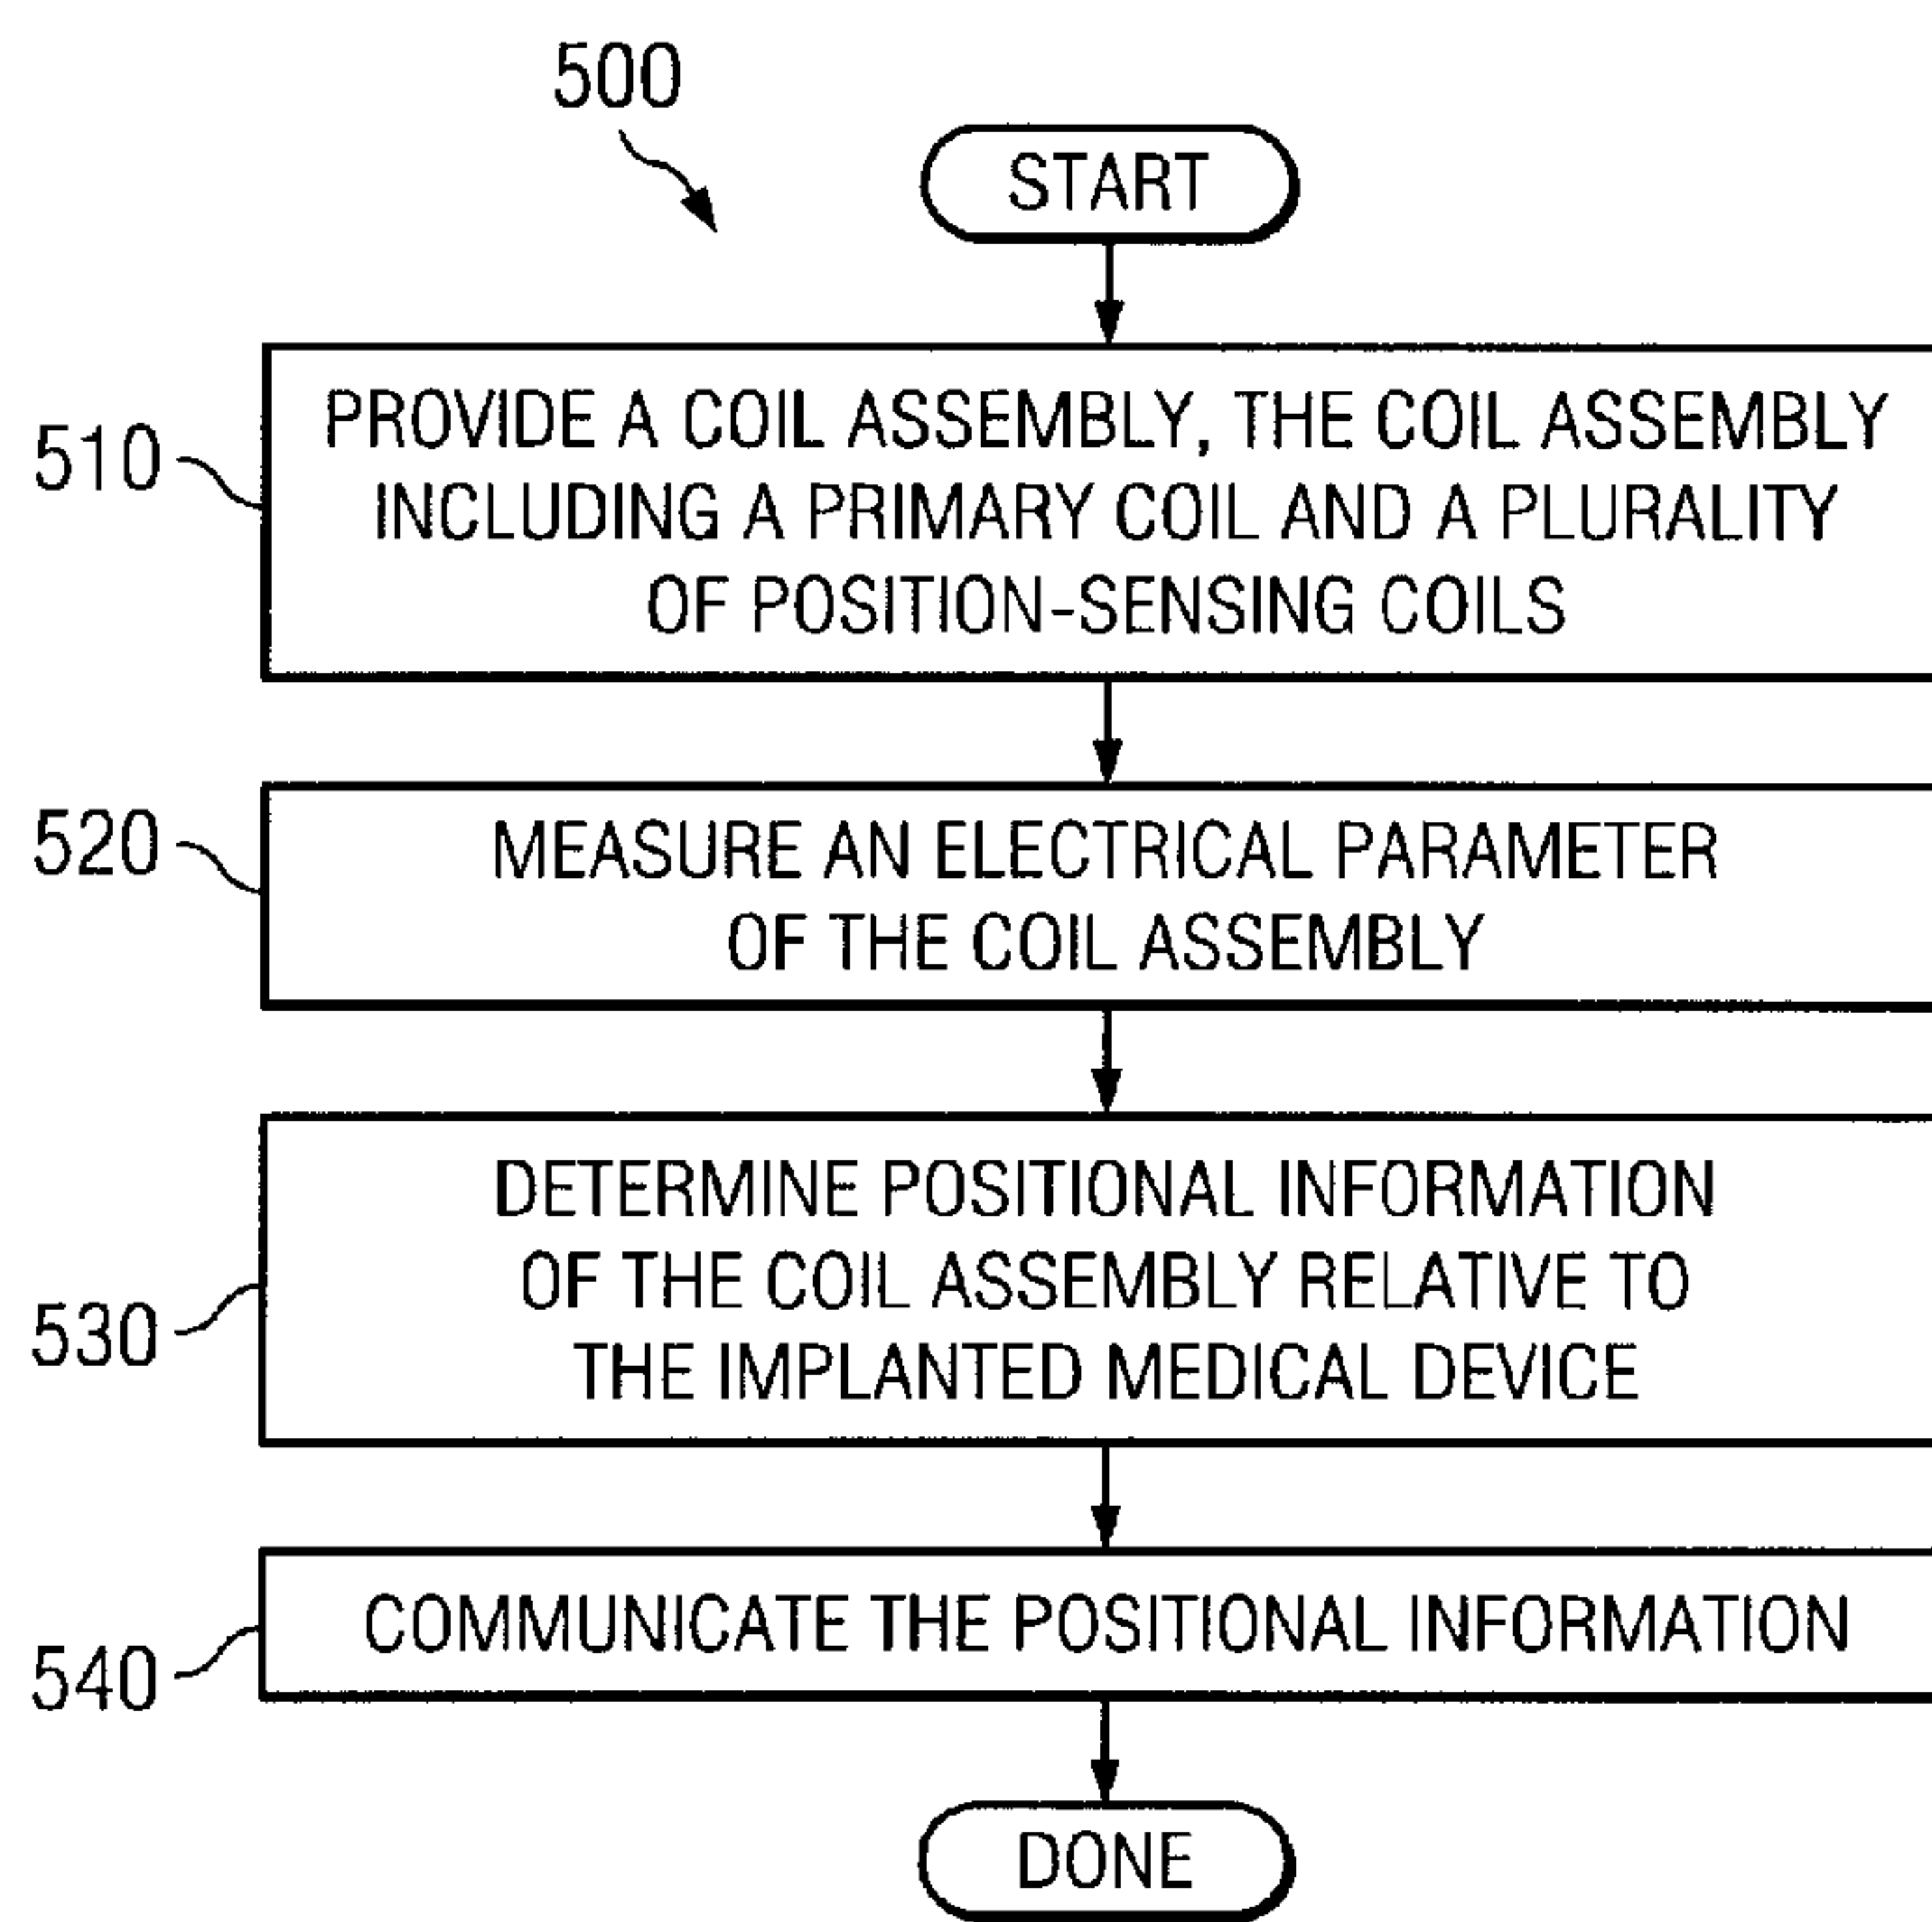 500
START
510
PROVIDE A COIL ASSEMBLY, THE COIL ASSEMBLY
INCLUDING A PRIMARY COIL AND A PLURALITY
OF POSITION-SENSING COILS
520
MEASURE AN ELECTRICAL PARAMETER
OF THE COIL ASSEMBLY
530
DETERMINE POSITIONAL INFORMATION
OF THE COIL ASSEMBLY RELATIVE TO
THE IMPLANTED MEDICAL DEVICE
540
COMMUNICATE THE POSITIONAL INFORMATION
DONE